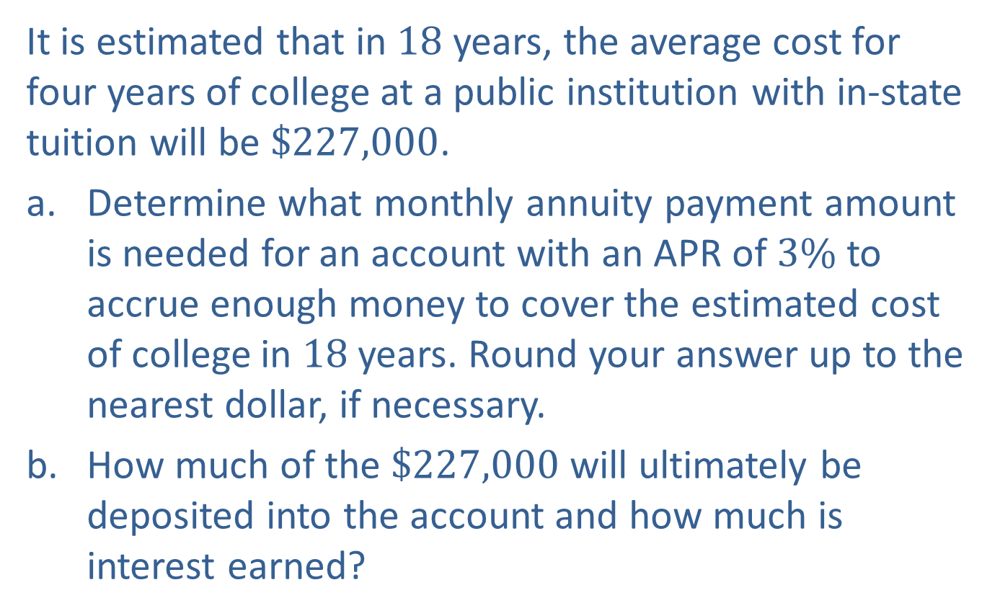 It is estimated that in 18 years, the average cost for
four years of college at a public institution with in-state
tuition will be $227,000.
a. Determine what monthly annuity payment amount
is needed for an account with an APR of 3% to
accrue enough money to cover the estimated cost
of college in 18 years. Round your answer up to the
nearest dollar, if necessary.
b. How much of the $227,000 will ultimately be
deposited into the account and how much is
interest earned?